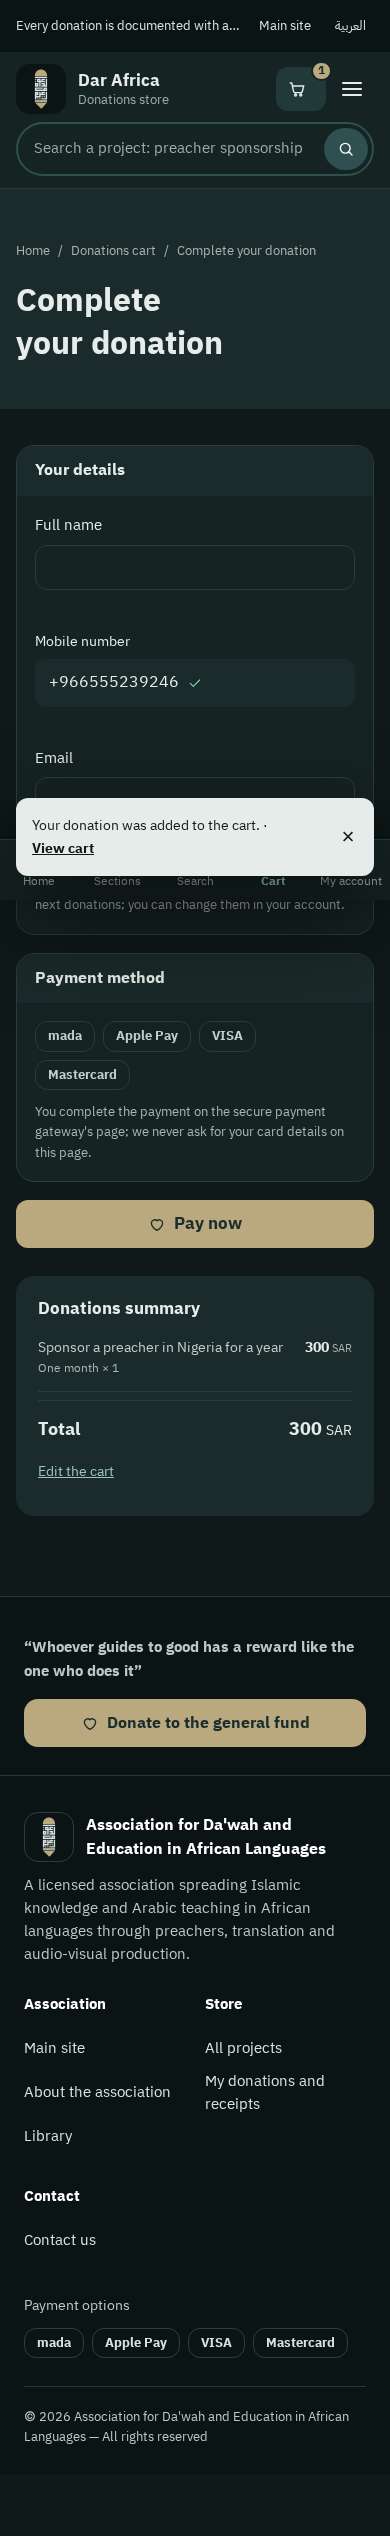 Every donation is documented with a... Main site العربية
Dar Africa
1
Donations store
Search a project: preacher sponsorship
Home / Donations cart / Complete your donation
Complete
your donation
Your details
Full name
Mobile number
+966555239246
Email
Your donation was added to the cart. ·
View cart
Home Sections Search Cart My account
next donations; you can change them in your account.
Payment method
mada Apple Pay VISA
Mastercard
You complete the payment on the secure payment
gateway's page; we never ask for your card details on
this page.
Pay now
Donations summary
Sponsor a preacher in Nigeria for a year 300 SAR
One month × 1
Total 300 SAR
Edit the cart
“Whoever guides to good has a reward like the
one who does it”
Donate to the general fund
Association for Da'wah and
Education in African Languages
A licensed association spreading Islamic
knowledge and Arabic teaching in African
languages through preachers, translation and
audio-visual production.
Association
Main site
About the association
Library
Store
All projects
My donations and
receipts
Contact
Contact us
Payment options
mada Apple Pay VISA Mastercard
© 2026 Association for Da'wah and Education in African
Languages — All rights reserved